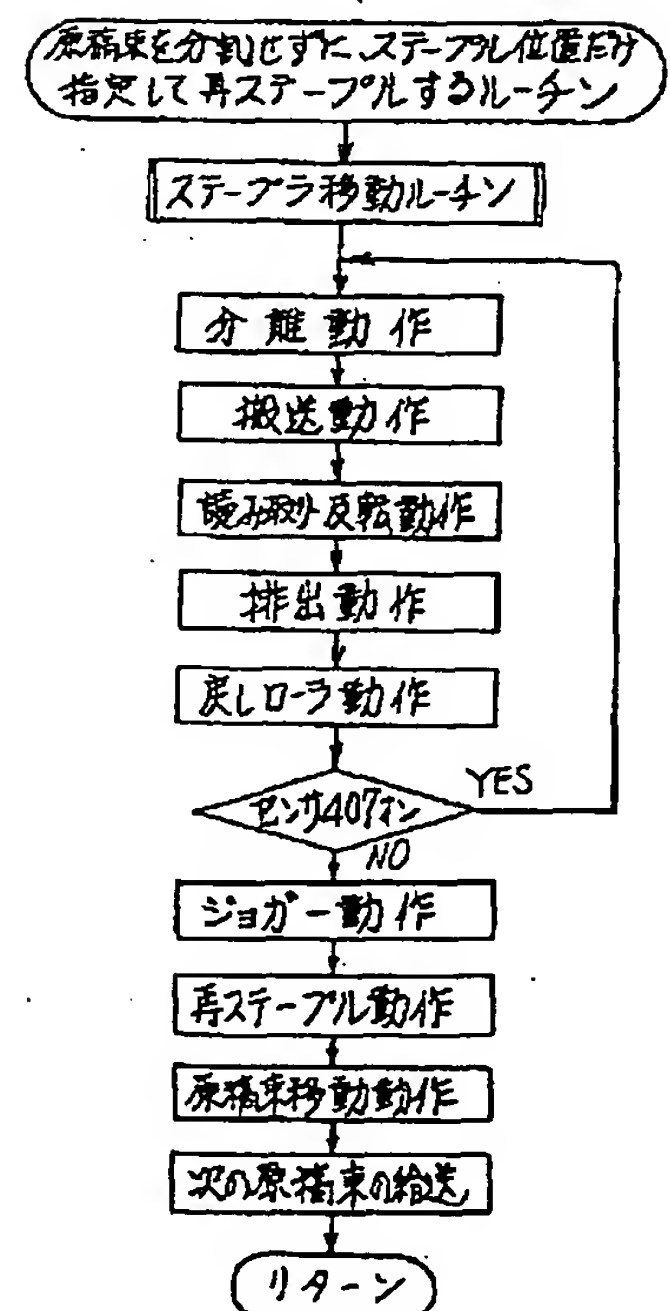 原稿束を分割せずに、ステープル位置だけ
指定して再ステープルするルーチン
ステープラ移動ルーチン
分離動作
搬送動作
読み取り反転動作
排出動作
戻しローラ動作
センサ407オン
YES
NO
ジョガー動作
再ステープル動作
原稿束移動動作
次の原稿束の給送
リターン